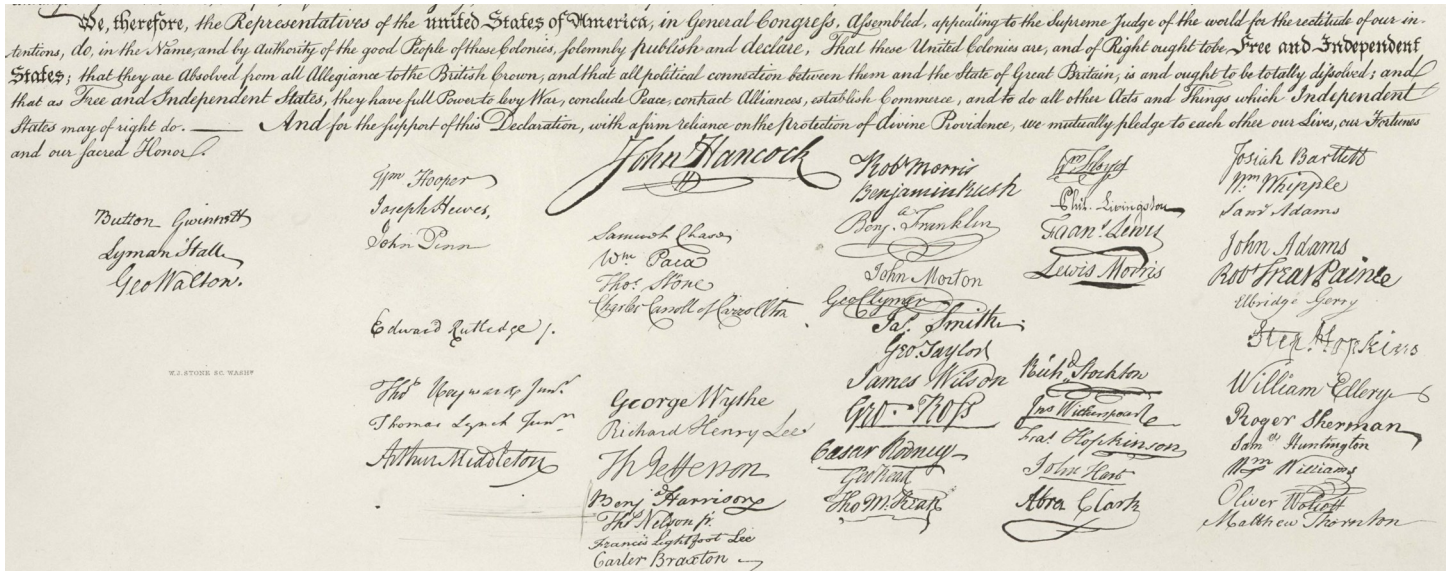 We, therefore, the Representatives of the united States of America, in General Congress, Assembled, appealing to the Supreme Judge of the world for the rectitude of our in-
tentions, do, in the Name, and by Authority of the good People of these Colonies, solemnly publish and declare, That these United Colonies are, and of Right ought to be Free and Independent
States; that they are Absolved from all Allegiance to the British Crown, and that all political connection between them and the State of Great Britain, is and ought to be totally dissolved; and
that as Free and Independent States, they have full Power to levy War, conclude Peace, contract Alliances, establish Commerce, and to do all other Acts and Things which Independent
States may of right do. — And for the support of this Declaration, with a firm reliance on the protection of divine Providence, we mutually pledge to each other our Lives, our Fortunes
and our sacred Honor.
Button Gwinnett
Lyman Hall
Geo Walton.
W.J. STONE SC. WASHN
Wm Hooper
Joseph Hewes,
John Penn
Edward Rutledge /.
Thos Heyward Junr.
Thomas Lynch Junr.
Arthur Middleton
John Hancock
Samuel Chase
Wm Paca
Thos Stone
Charles Carroll of Carrollton
George Wythe
Richard Henry Lee
Th Jefferson
Benj Harrison
Thos Nelson jr.
Francis Lightfoot Lee
Carter Braxton
Robt Morris
Benjamin Rush
Benja. Franklin
John Morton
Geo Clymer
Jas. Smith.
Geo. Taylor
James Wilson
Geo. Ross
Caesar Rodney
Geo Read
Tho M:Kean
Wm Floyd
Phil. Livingston
Frans. Lewis
Lewis Morris
Richd. Stockton
Jno Witherspoon
Fras. Hopkinson
John Hart
Abra Clark
Josiah Bartlett
Wm. Whipple
Saml Adams
John Adams
Robt Treat Paine
Elbridge Gerry
Step. Hopkins
William Ellery
Roger Sherman
Sam el Huntington
Wm Williams
Oliver Wolcott
Matthew Thornton